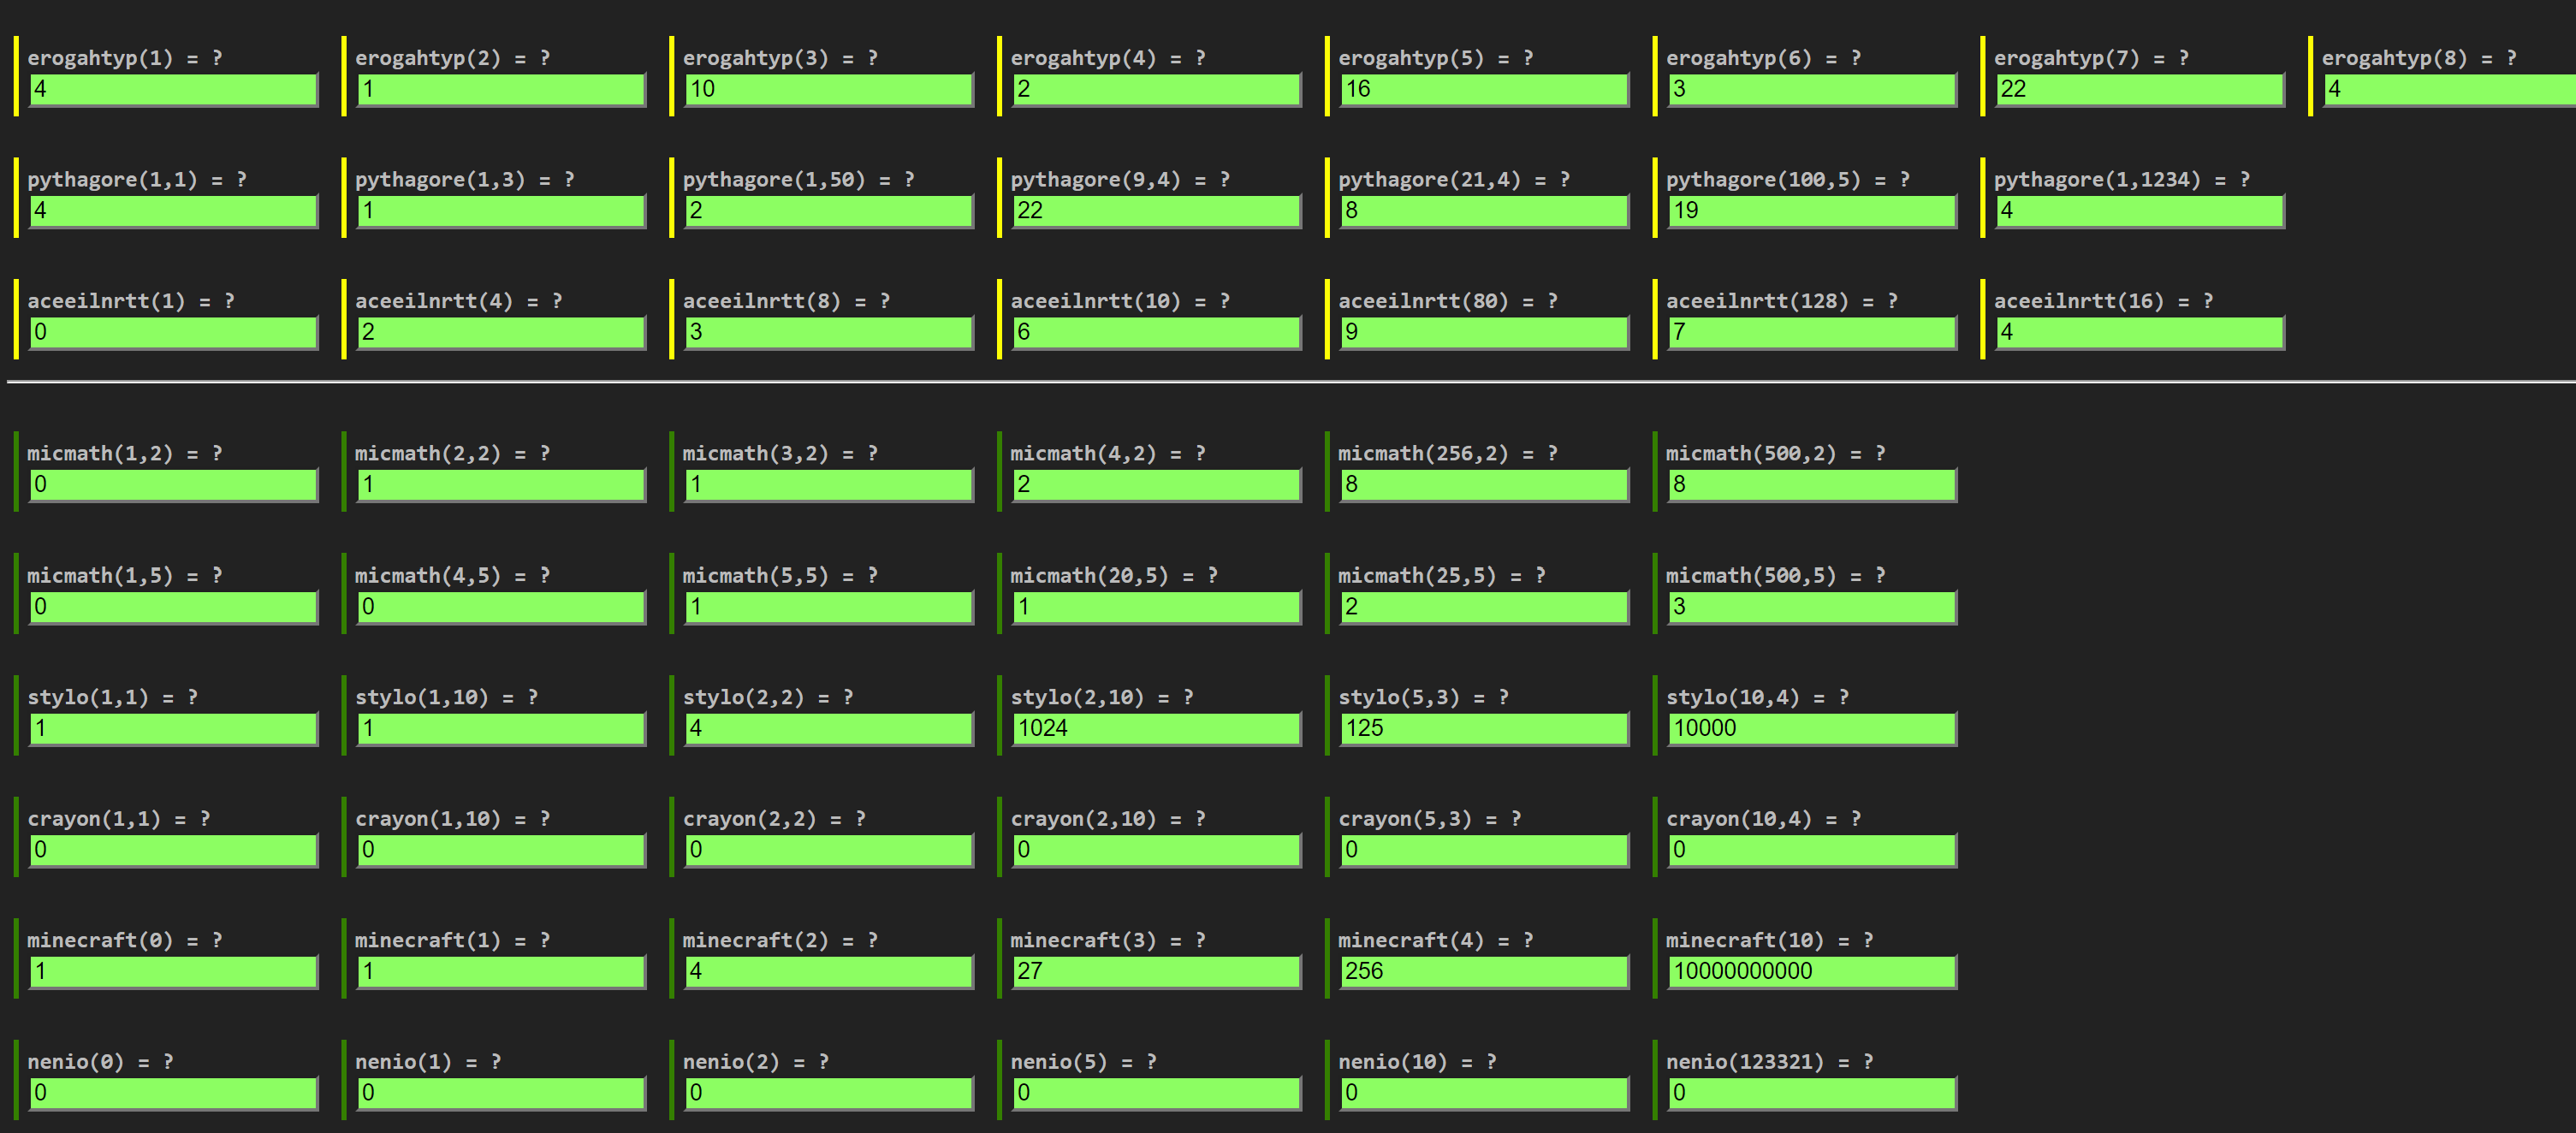 erogahtyp(1) = ? erogahtyp(2) = ? erogahtyp(3) = ? erogahtyp(4) = ? erogahtyp(5) = ? erogahtyp(6) = ? erogahtyp(7) = ? erogahtyp(8) = ?
4 1 10 2 16 3 22 4
pythagore(1,1) = ? pythagore(1,3) = ? pythagore(1,50) = ? pythagore(9,4) = ? pythagore(21,4) = ? pythagore(100,5) = ? pythagore(1,1234) = ?
4 1 2 22 8 19 4
aceeilnrtt(1) = ? aceeilnrtt(4) = ? aceeilnrtt(8) = ? aceeilnrtt(10) = ? aceeilnrtt(80) = ? aceeilnrtt(128) = ? aceeilnrtt(16) = ?
0 2 3 6 9 7 4
micmath(1,2) = ? micmath(2,2) = ? micmath(3,2) = ? micmath(4,2) = ? micmath(256,2) = ? micmath(500,2) = ?
0 1 1 2 8 8
micmath(1,5) = ? micmath(4,5) = ? micmath(5,5) = ? micmath(20,5) = ? micmath(25,5) = ? micmath(500,5) = ?
0 0 1 1 2 3
stylo(1,1) = ? stylo(1,10) = ? stylo(2,2) = ? stylo(2,10) = ? stylo(5,3) = ? stylo(10,4) = ?
1 1 4 1024 125 10000
crayon(1,1) = ? crayon(1,10) = ? crayon(2,2) = ? crayon(2,10) = ? crayon(5,3) = ? crayon(10,4) = ?
0 0 0 0 0 0
minecraft(0) = ? minecraft(1) = ? minecraft(2) = ? minecraft(3) = ? minecraft(4) = ? minecraft(10) = ?
1 1 4 27 256 10000000000
nenio(0) = ? nenio(1) = ? nenio(2) = ? nenio(5) = ? nenio(10) = ? nenio(123321) = ?
0 0 0 0 0 0